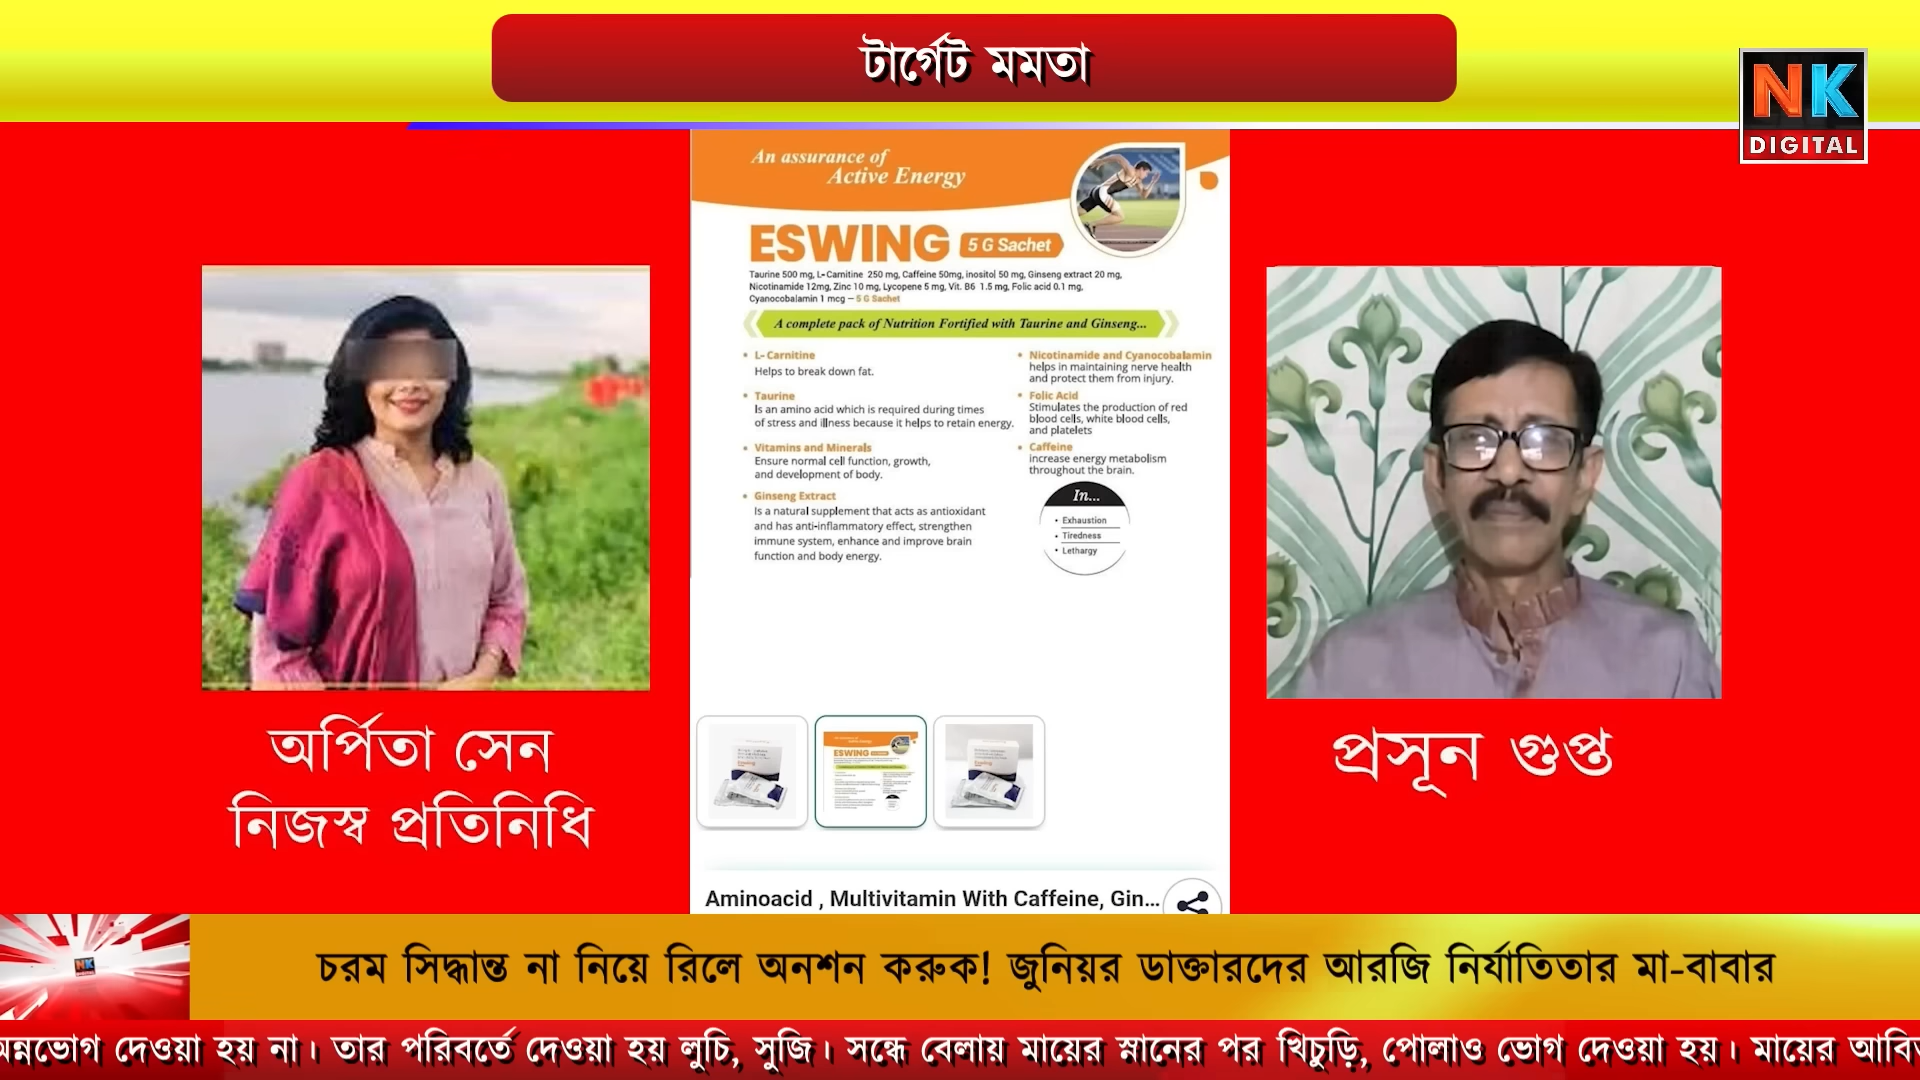 টার্গেট মমতা
NK
DIGITAL
An assurance of
Active Energy
ESWING 5 G Sachet
Taurine 500 mg, L-Carnitine 250 mg, Caffeine 50mg, inositol 50 mg, Ginseng extract 20 mg,
Nicotinamide 12mg, Zinc 10 mg, Lycopene 5 mg, Vit. B6 1.5 mg, Folic acid 0.1 mg,
Cyanocobalamin 1 mcg – 5 G Sachet
A complete pack of Nutrition Fortified with Taurine and Ginseng...
• L-Carnitine
Helps to break down fat.
• Taurine
Is an amino acid which is required during times
of stress and illness because it helps to retain energy.
• Vitamins and Minerals
Ensure normal cell function, growth,
and development of body.
• Ginseng Extract
Is a natural supplement that acts as antioxidant
and has anti-inflammatory effect, strengthen
immune system, enhance and improve brain
function and body energy.
• Nicotinamide and Cyanocobalamin
helps in maintaining nerve health
and protect them from injury.
• Folic Acid
Stimulates the production of red
blood cells, white blood cells,
and platelets
• Caffeine
increase energy metabolism
throughout the brain.
In...
• Exhaustion
• Tiredness
• Lethargy
অর্পিতা সেন
নিজস্ব প্রতিনিধি
প্রসূন গুপ্ত
ESWING
Aminoacid , Multivitamin With Caffeine, Gin...
NK
চরম সিদ্ধান্ত না নিয়ে রিলে অনশন করুক! জুনিয়র ডাক্তারদের আরজি নির্যাতিতার মা-বাবার
অন্নভোগ দেওয়া হয় না। তার পরিবর্তে দেওয়া হয় লুচি, সুজি। সন্ধে বেলায় মায়ের স্নানের পর খিচুড়ি, পোলাও ভোগ দেওয়া হয়। মায়ের